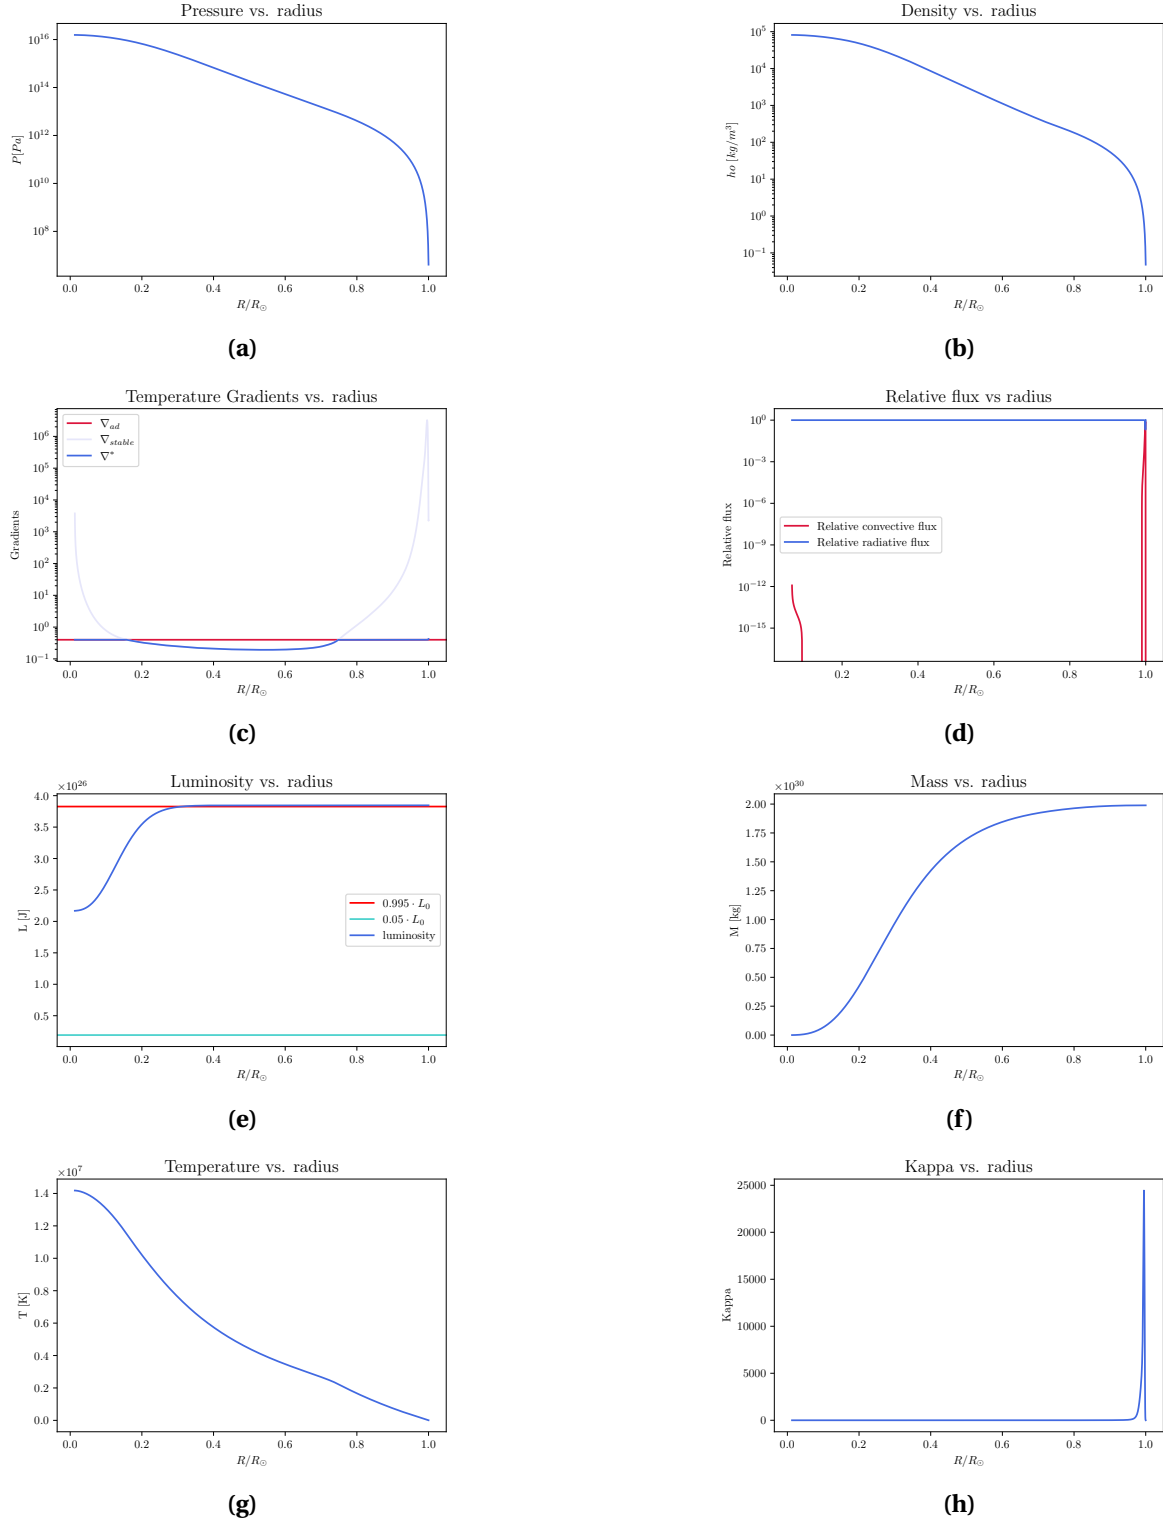 Pressure vs. radius
10^16
10^14
10^12
10^10
10^8
P[Pa]
0.0 0.2 0.4 0.6 0.8 1.0
R/R☉
(a)
Density vs. radius
10^5
10^4
10^3
10^2
10^1
10^0
10^−1
ho [kg/m^3]
0.0 0.2 0.4 0.6 0.8 1.0
R/R☉
(b)
Temperature Gradients vs. radius
∇_ad
∇_stable
∇*
10^6
10^5
10^4
10^3
10^2
10^1
10^0
10^−1
Gradients
0.0 0.2 0.4 0.6 0.8 1.0
R/R☉
(c)
Relative flux vs radius
10^0
10^−3
10^−6
10^−9
10^−12
10^−15
Relative flux
Relative convective flux
Relative radiative flux
0.2 0.4 0.6 0.8 1.0
R/R☉
(d)
×10^26
Luminosity vs. radius
4.0
3.5
3.0
2.5
2.0
1.5
1.0
0.5
L [J]
0.995 · L_0
0.05 · L_0
luminosity
0.0 0.2 0.4 0.6 0.8 1.0
R/R☉
(e)
×10^30
Mass vs. radius
2.00
1.75
1.50
1.25
1.00
0.75
0.50
0.25
0.00
M [kg]
0.0 0.2 0.4 0.6 0.8 1.0
R/R☉
(f)
×10^7
Temperature vs. radius
1.4
1.2
1.0
0.8
0.6
0.4
0.2
0.0
T [K]
0.0 0.2 0.4 0.6 0.8 1.0
R/R☉
(g)
Kappa vs. radius
25000
20000
15000
10000
5000
0
Kappa
0.0 0.2 0.4 0.6 0.8 1.0
R/R☉
(h)